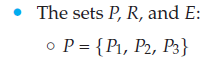 • The sets P, R, and E:
○ P = {P₁, P₂, P₃}